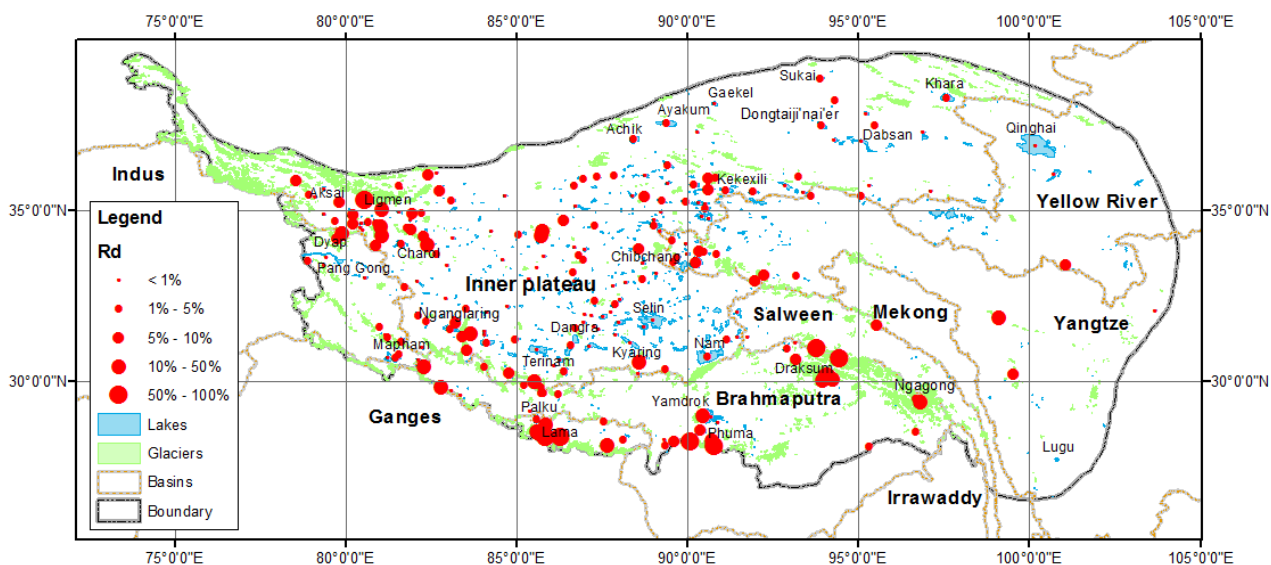 75°0'0"E 80°0'0"E 85°0'0"E 90°0'0"E 95°0'0"E 100°0'0"E 105°0'0"E
Sukai
Khara
Gaekel
Ayakum
Dongtaiji'nai'er
Achik
Dabsan
Qinghai
Indus
Aksai
Ligmen
Kekexili
Yellow River
35°0'0"N
35°0'0"N
Legend
Rd
< 1%
1% - 5%
5% - 10%
10% - 50%
50% - 100%
Lakes
Glaciers
Basins
Boundary
Dyap
Charol
Pang Gong
Chibchang
Inner plateau
Nganglaring
Selin
Salween
Mekong
Yangtze
Dangra
Mapham
Terinam
Kyaring
Nam
Draksum
30°0'0"N
30°0'0"N
Ngagong
Ganges
Palku
Yamdrok
Brahmaputra
Lama
Phuma
Lugu
Irrawaddy
75°0'0"E 80°0'0"E 85°0'0"E 90°0'0"E 95°0'0"E 100°0'0"E 105°0'0"E